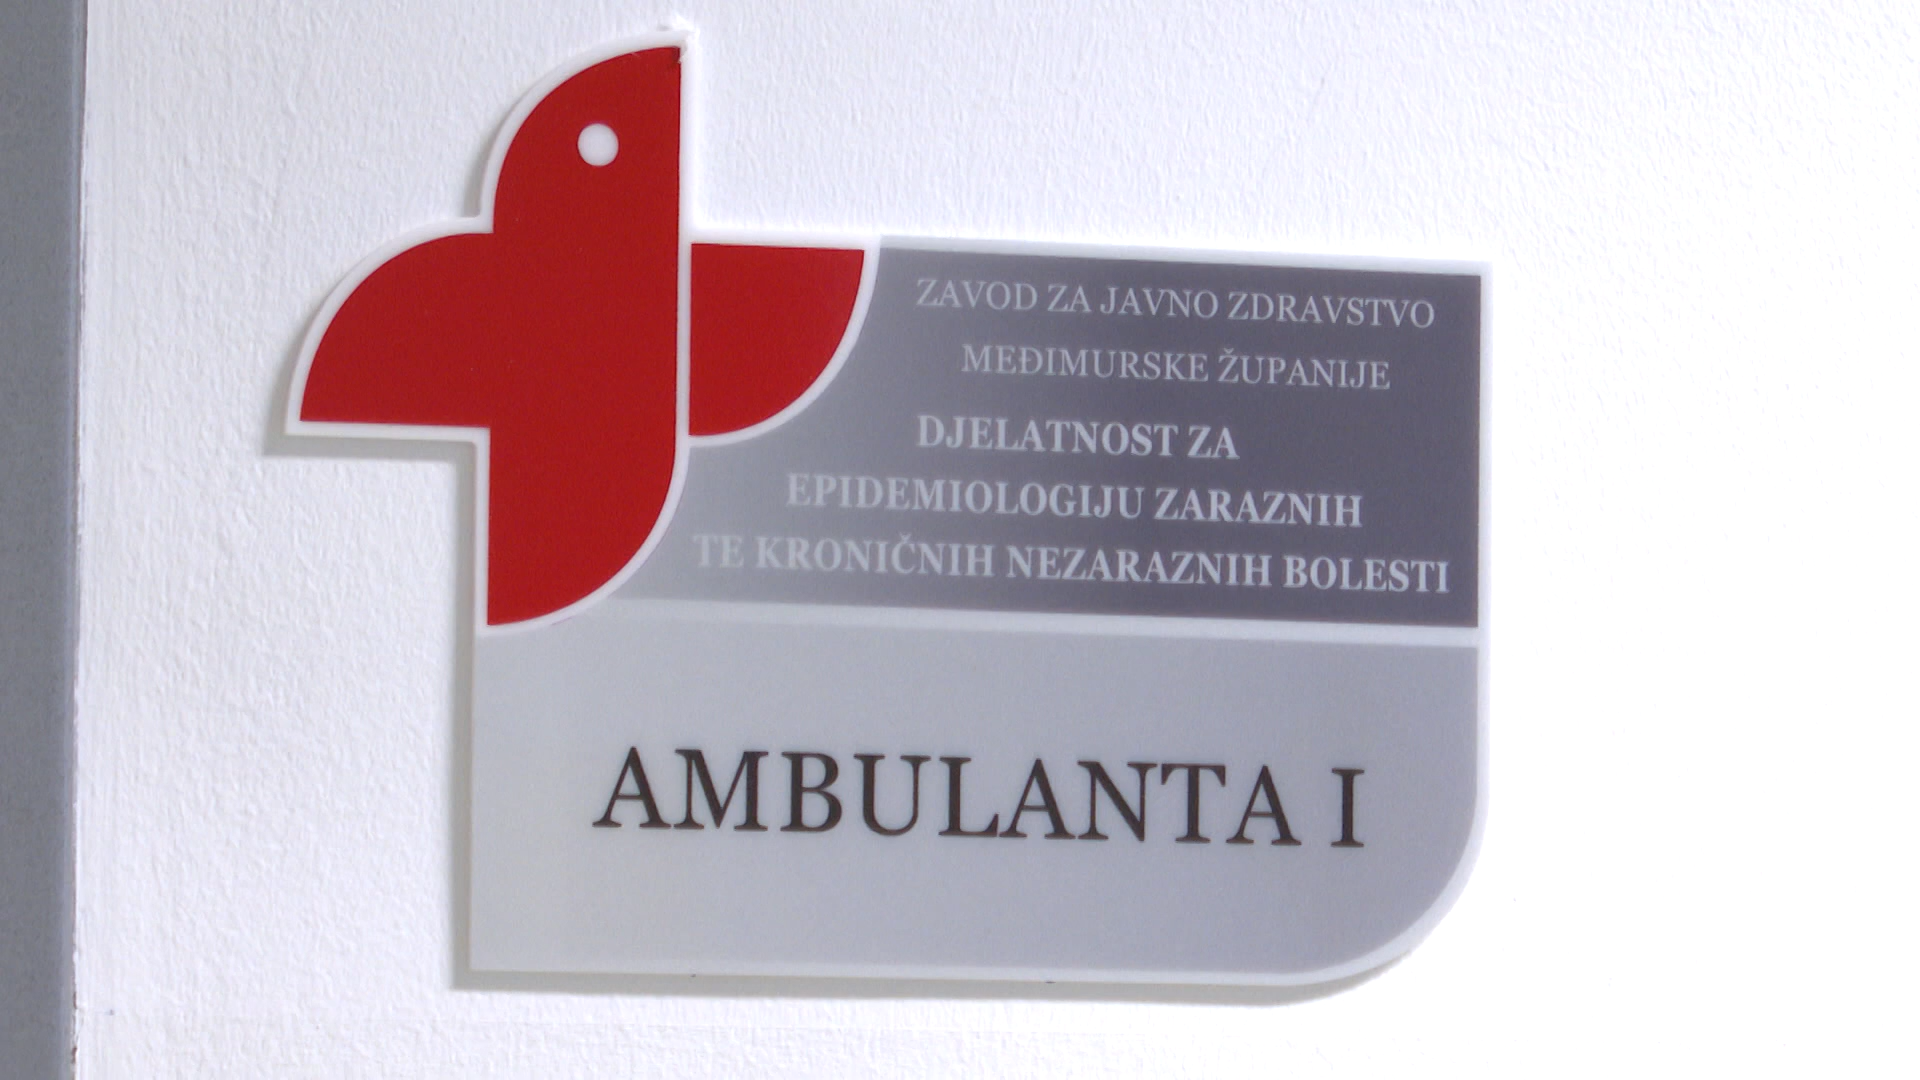 ZAVOD ZA JAVNO ZDRAVSTVO
MEĐIMURSKE ŽUPANIJE
DJELATNOST ZA
EPIDEMIOLOGIJU ZARAZNIH
TE KRONIČNIH NEZARAZNIH BOLESTI
AMBULANTA I